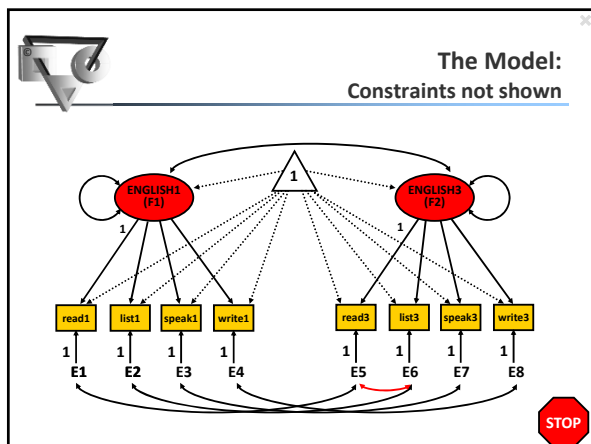 The Model:
Constraints not shown
©
1
ENGLISH1
(F1)
ENGLISH3
(F2)
1
1
read1 list1 speak1 write1 read3 list3 speak3 write3
1 1 1 1 1 1 1 1
E1 E2 E3 E4 E5 E6 E7 E8
STOP